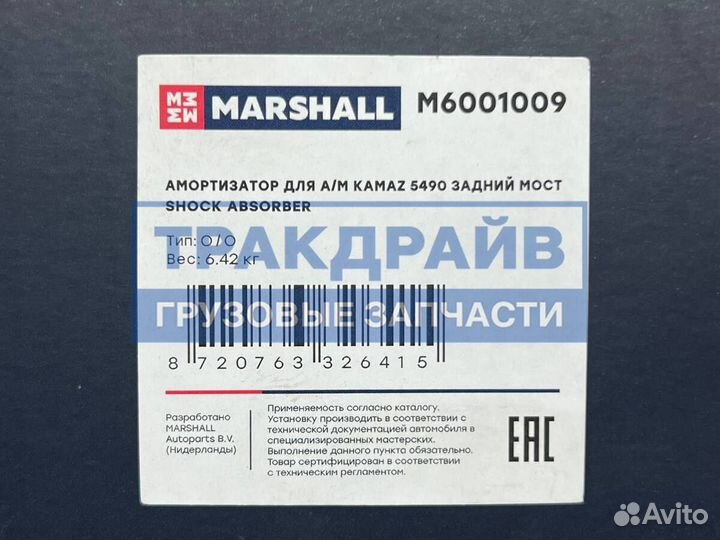 MARSHALL M6001009
АМОРТИЗАТОР ДЛЯ А/М KAMAZ 5490 ЗАДНИЙ МОСТ
SHOCK ABSORBER
Тип: O/O
Вес: 6.42 кг
ТРАКДРАЙВ
ГРУЗОВЫЕ ЗАПЧАСТИ
8 720763 326415
Разработано
MARSHALL
Autoparts B.V.
(Нидерланды)
Применяемость согласно каталогу.
Установку производить в соответствии с
технической документацией автомобиля в
специализированных мастерских.
Выполнение данного пункта обязательно.
Товар сертифицирован в соответствии
с техническим регламентом.
EAC
Avito